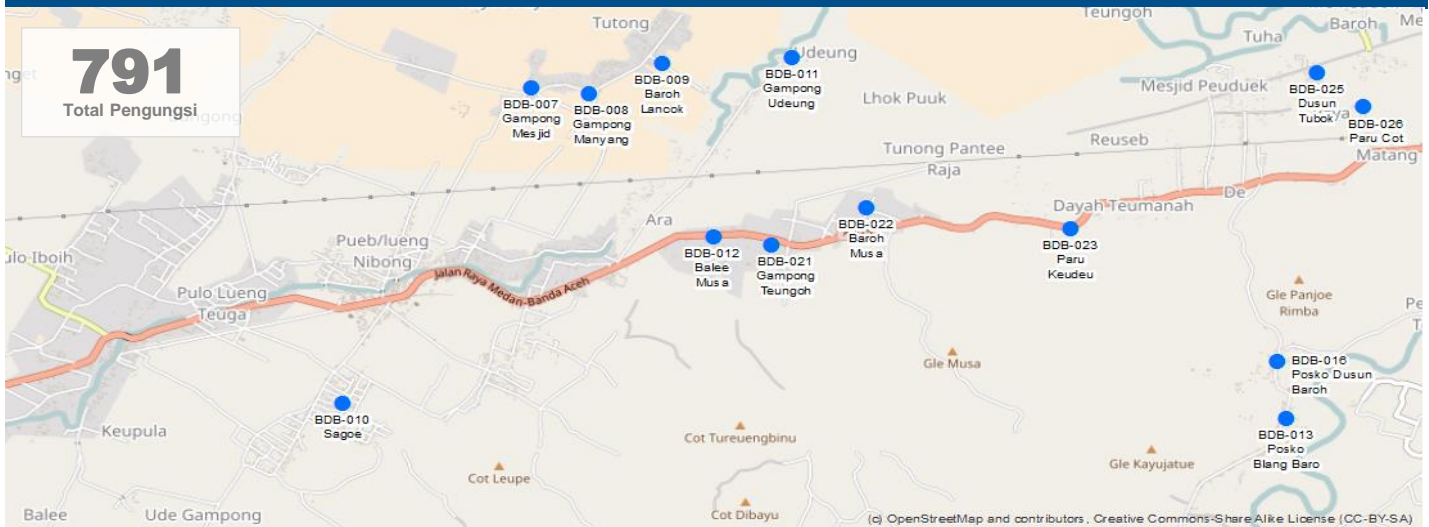 791
Total Pengungsi
Tutong
Udeung
Teungoh
Tuha
Baroh
BDB-007
Gampong
Mesjid
BDB-008
Gampong
Manyang
BDB-009
Baroh
Lancok
BDB-011
Gampong
Udeung
Lhok Puuk
Mesjid Peuduek
BDB-025
Dusun
Tubok
BDB-026
Paru Cot
Matang
Tunong Pantee
Raja
Reuseb
De
Dayah Teumanah
Ara
Pueb/lueng
Nibong
ulo Iboih
Pulo Lueng
Teuga
Jalan Raya Medan-Banda Aceh
BDB-012
Balee
Musa
BDB-021
Gampong
Teungoh
BDB-022
Baroh
Musa
BDB-023
Paru
Keudeu
Gle Panjoe
Rimba
Gle Musa
BDB-016
Posko Dusun
Baroh
BDB-010
Sagoe
Keupula
Cot Tureuengbinu
BDB-013
Posko
Blang Baro
Gle Kayujatue
Cot Leupe
Balee
Ude Gampong
Cot Dibayu
(c) OpenStreetMap and contributors, Creative Commons-Share Alike License (CC-BY-SA)